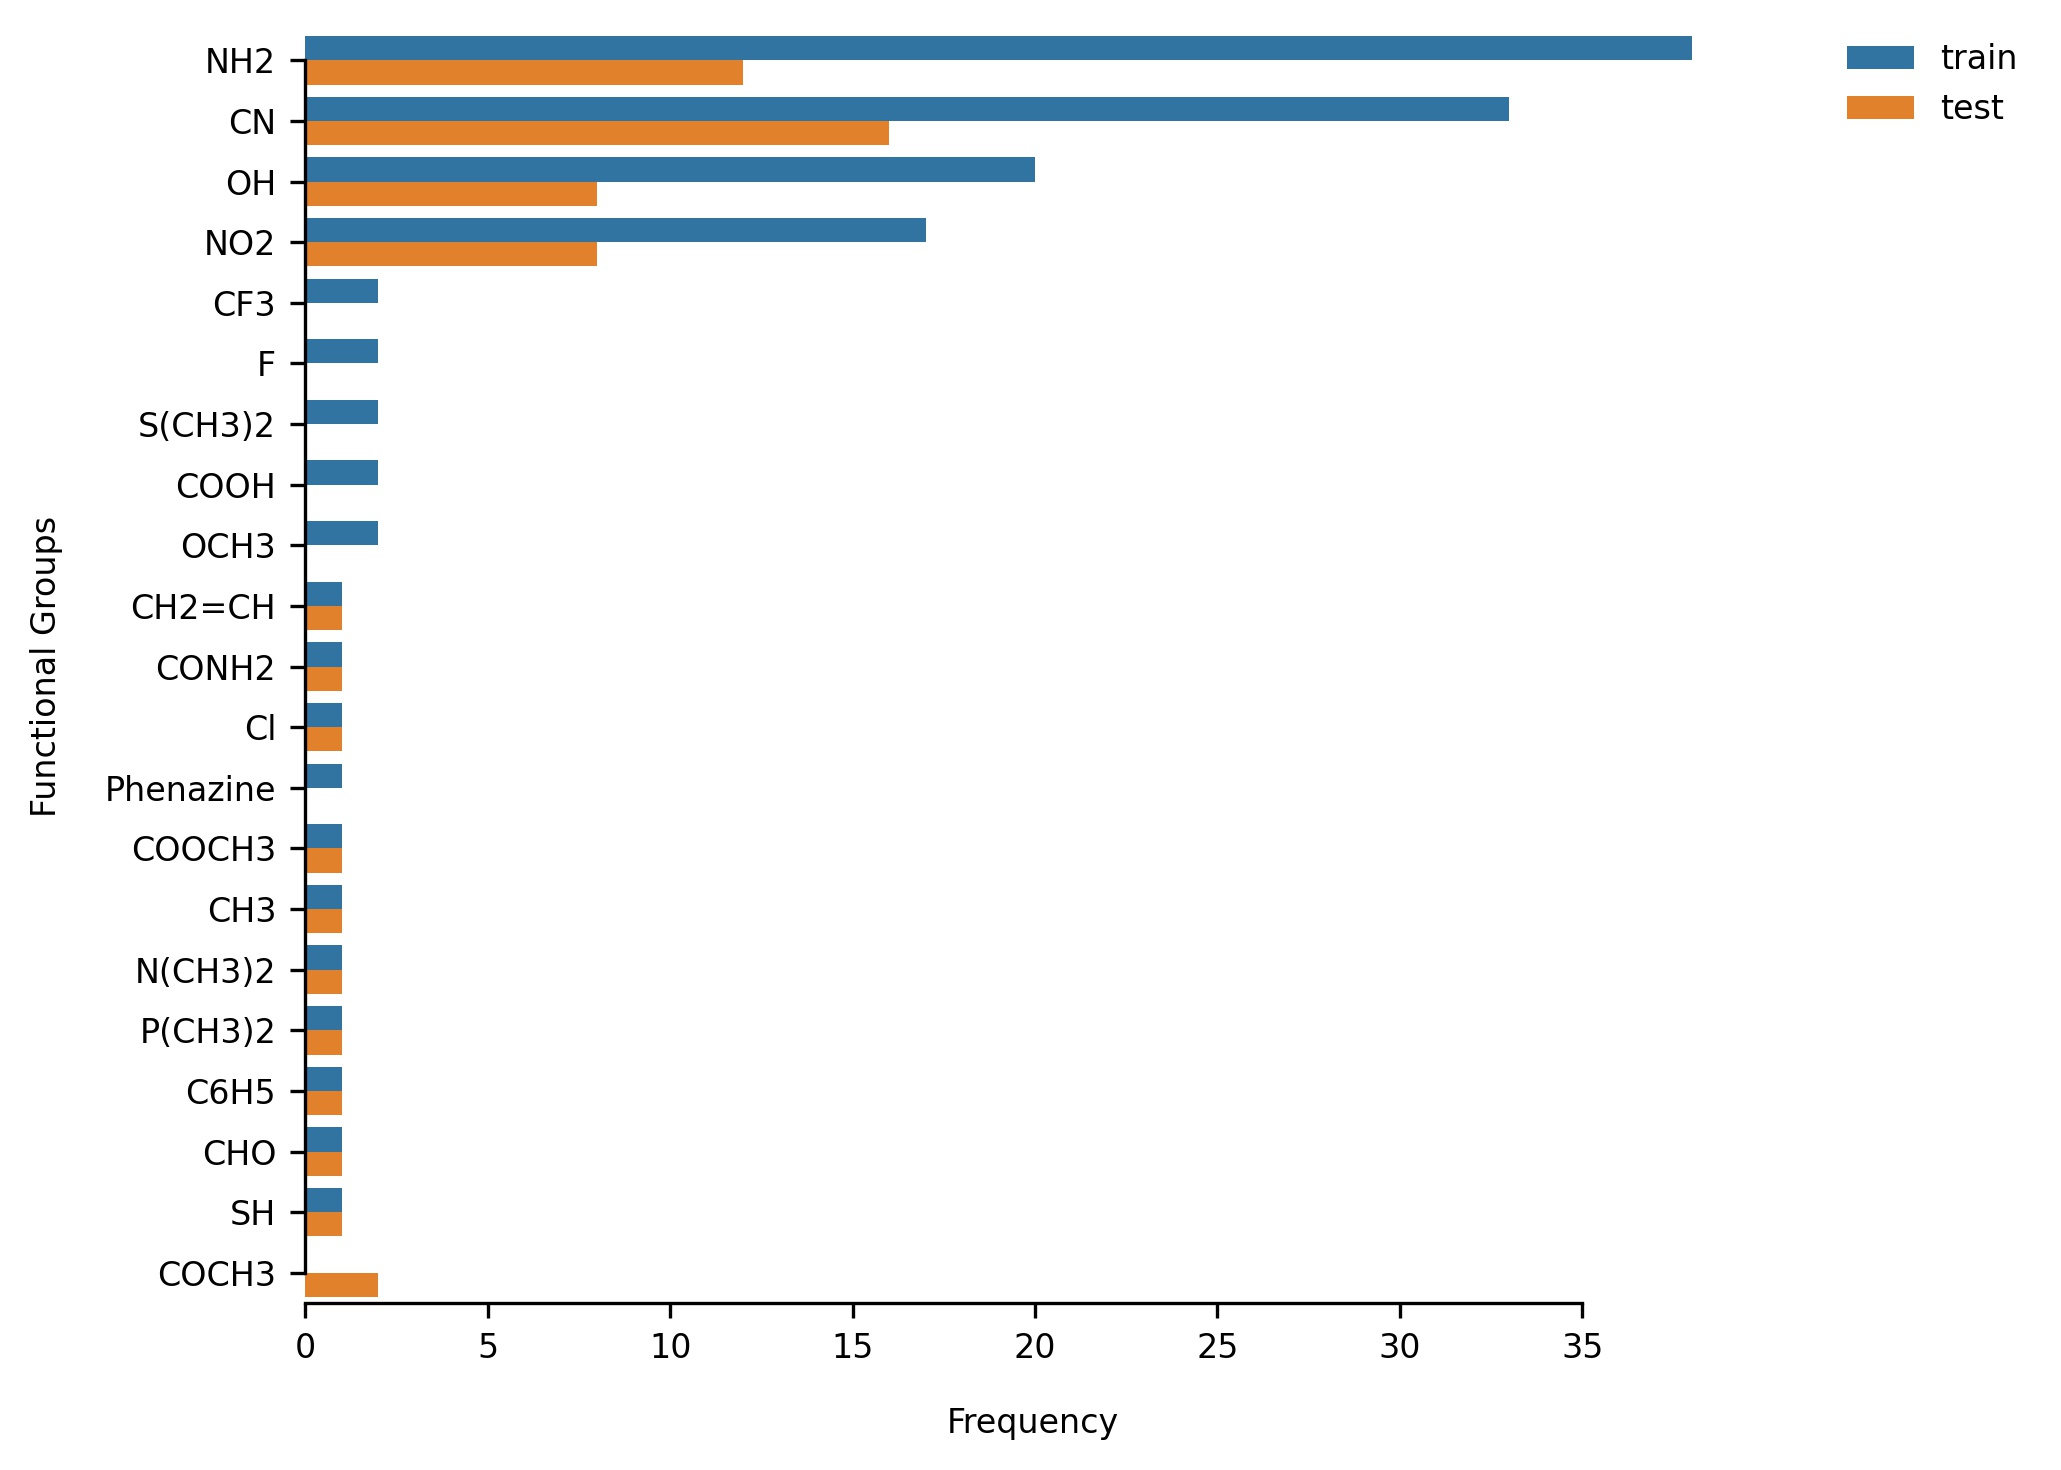 NH2
CN
OH
NO2
CF3
F
S(CH3)2
COOH
OCH3
CH2=CH
CONH2
Cl
Phenazine
COOCH3
CH3
N(CH3)2
P(CH3)2
C6H5
CHO
SH
COCH3
Functional Groups
0 5 10 15 20 25 30 35
Frequency
train
test